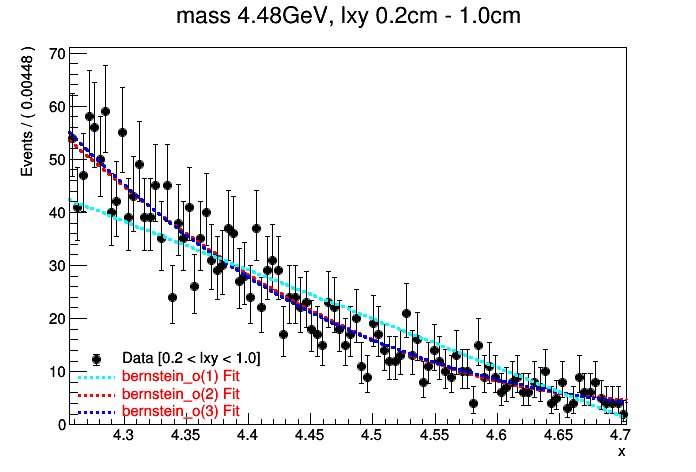 mass 4.48GeV, lxy 0.2cm - 1.0cm
Events / ( 0.00448 )
70
60
50
40
30
20
10
0
Data [0.2 < lxy < 1.0]
bernstein_o(1) Fit
bernstein_o(2) Fit
bernstein_o(3) Fit
4.3 4.35 4.4 4.45 4.5 4.55 4.6 4.65 4.7
x